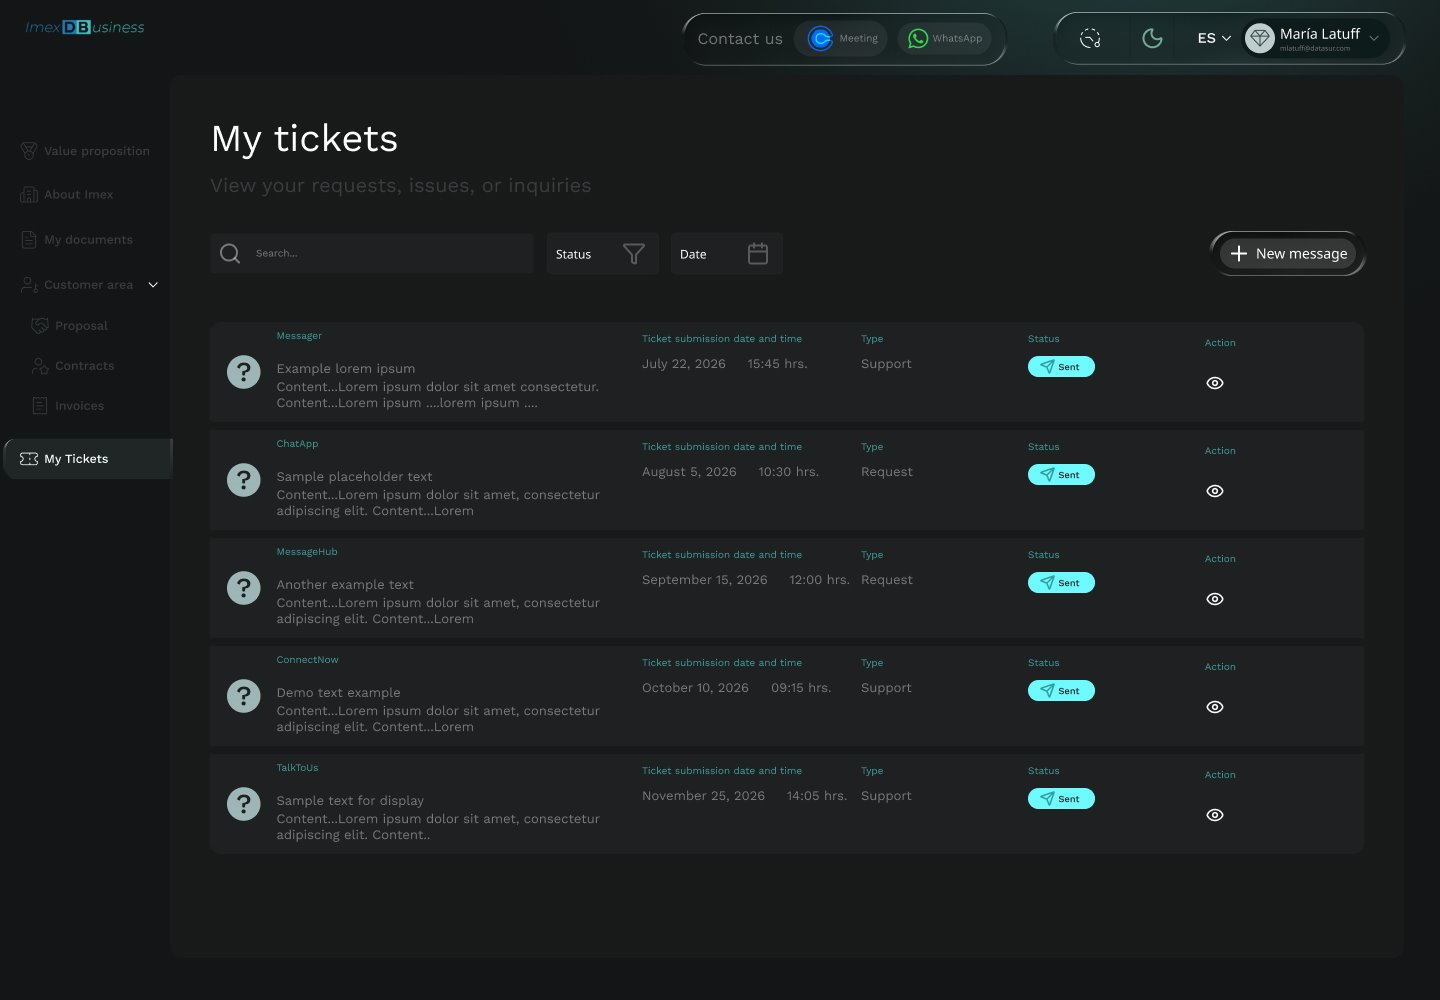 Imex DBusiness
Contact us
Meeting
WhatsApp
ES
María Latuff
mlatuff@datasur.com
Value proposition
About Imex
My documents
Customer area
Proposal
Contracts
Invoices
My Tickets
My tickets
View your requests, issues, or inquiries
Search...
Status
Date
New message
Messager
Example lorem ipsum
Content...Lorem ipsum dolor sit amet consectetur.
Content...Lorem ipsum ....lorem ipsum ....
Ticket submission date and time
July 22, 2026 15:45 hrs.
Type
Support
Status
Sent
Action
ChatApp
Sample placeholder text
Content...Lorem ipsum dolor sit amet, consectetur
adipiscing elit. Content...Lorem
Ticket submission date and time
August 5, 2026 10:30 hrs.
Type
Request
Status
Sent
Action
MessageHub
Another example text
Content...Lorem ipsum dolor sit amet, consectetur
adipiscing elit. Content...Lorem
Ticket submission date and time
September 15, 2026 12:00 hrs.
Type
Request
Status
Sent
Action
ConnectNow
Demo text example
Content...Lorem ipsum dolor sit amet, consectetur
adipiscing elit. Content...Lorem
Ticket submission date and time
October 10, 2026 09:15 hrs.
Type
Support
Status
Sent
Action
TalkToUs
Sample text for display
Content...Lorem ipsum dolor sit amet, consectetur
adipiscing elit. Content..
Ticket submission date and time
November 25, 2026 14:05 hrs.
Type
Support
Status
Sent
Action